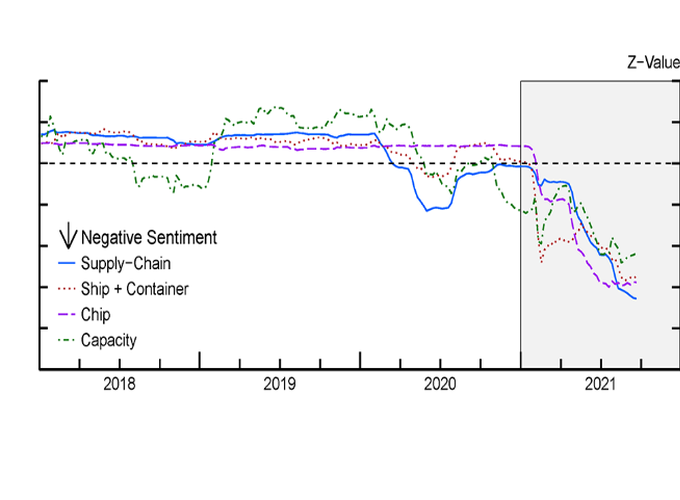 Z-Value
Negative Sentiment
Supply-Chain
Ship + Container
Chip
Capacity
2018 2019 2020 2021